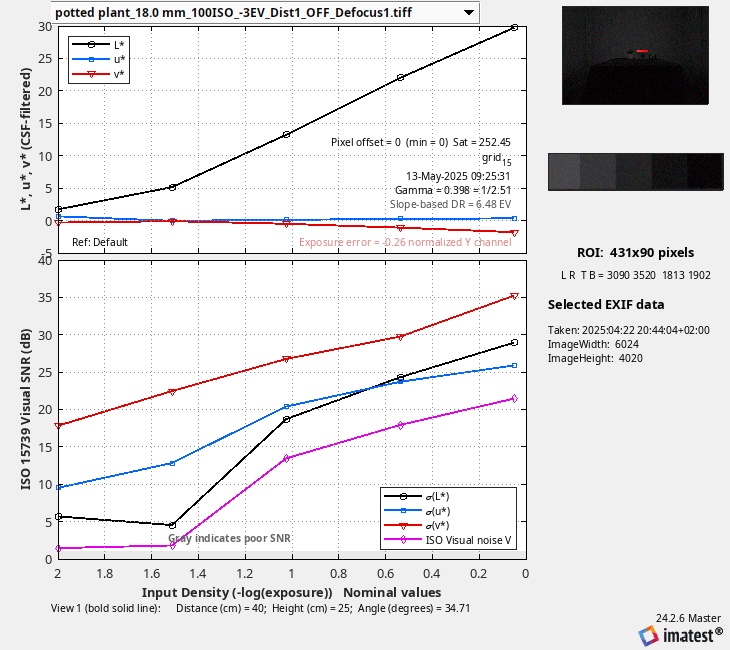 potted plant_18.0 mm_100ISO_-3EV_Dist1_OFF_Defocus1.tiff
30
25
20
15
10
5
0
-5
L*, u*, v* (CSF-filtered)
L*
u*
v*
Pixel offset = 0 (min = 0) Sat = 252.45
grid15
13-May-2025 09:25:31
Gamma = 0.398 = 1/2.51
Slope-based DR = 6.48 EV
Ref: Default
Exposure error = -0.26 normalized Y channel
40
35
30
25
20
15
10
5
0
ISO 15739 Visual SNR (dB)
Gray indicates poor SNR
σ(L*)
σ(u*)
σ(v*)
ISO Visual noise V
2 1.8 1.6 1.4 1.2 1 0.8 0.6 0.4 0.2 0
Input Density (-log(exposure)) Nominal values
View 1 (bold solid line): Distance (cm) = 40; Height (cm) = 25; Angle (degrees) = 34.71
ROI: 431x90 pixels
L R T B = 3090 3520 1813 1902
Selected EXIF data
Taken: 2025:04:22 20:44:04+02:00
ImageWidth: 6024
ImageHeight: 4020
24.2.6 Master
imatest®